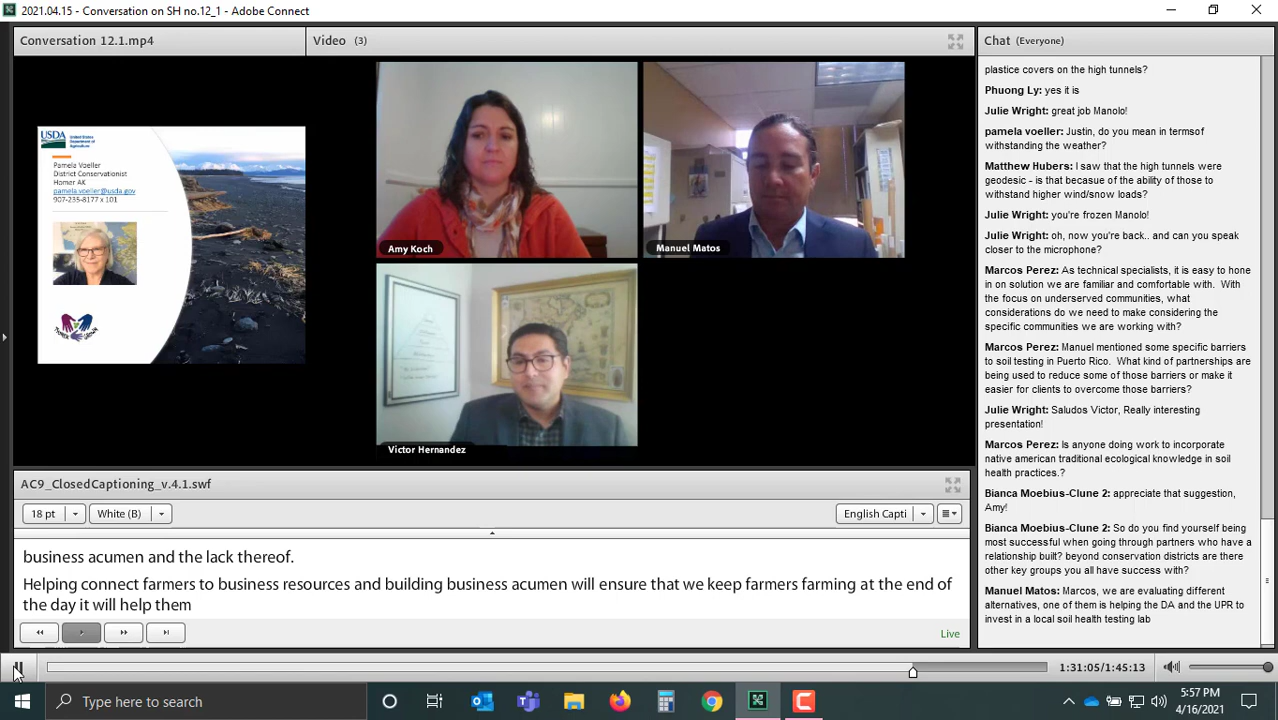 2021.04.15 - Conversation on SH no.12_1 - Adobe Connect
Conversation 12.1.mp4
Video (3)
Chat (Everyone)
USDA
United States
Department of
Agriculture
Pamela Voeller
District Conservationist
Homer AK
pamela.voeller@usda.gov
907-235-8177 x 101
Amy Koch
Manuel Matos
Victor Hernandez
plastice covers on the high tunnels?
Phuong Ly: yes it is
Julie Wright: great job Manolo!
pamela voeller: Justin, do you mean in termsof
withstanding the weather?
Matthew Hubers: I saw that the high tunnels were
geodesic - is that becasue of the ability of those to
withstand higher wind/snow loads?
Julie Wright: you're frozen Manolo!
Julie Wright: oh, now you're back.. and can you speak
closer to the microphone?
Marcos Perez: As technical specialists, it is easy to hone
in on solution we are familiar and comfortable with. With
the focus on underserved communities, what
considerations do we need to make considering the
specific communities we are working with?
Marcos Perez: Manuel mentioned some specific barriers
to soil testing in Puerto Rico. What kind of partnerships are
being used to reduce some of those barriers or make it
easier for clients to overcome those barriers?
Julie Wright: Saludos Victor, Really interesting
presentation!
Marcos Perez: Is anyone doing work to incorporate
native american traditional ecological knowledge in soil
health practices.?
Bianca Moebius-Clune 2: appreciate that suggestion,
Amy!
Bianca Moebius-Clune 2: So do you find yourself being
most successful when going through partners who have a
relationship built? beyond conservation districts are there
other key groups you all have success with?
Manuel Matos: Marcos, we are evaluating different
alternatives, one of them is helping the DA and the UPR to
invest in a local soil health testing lab
AC9_ClosedCaptioning_v.4.1.swf
18 pt
White (B)
English Capti
business acumen and the lack thereof.
Helping connect farmers to business resources and building business acumen will ensure that we keep farmers farming at the end of
the day it will help them
Live
1:31:05/1:45:13
Type here to search
5:57 PM
4/16/2021